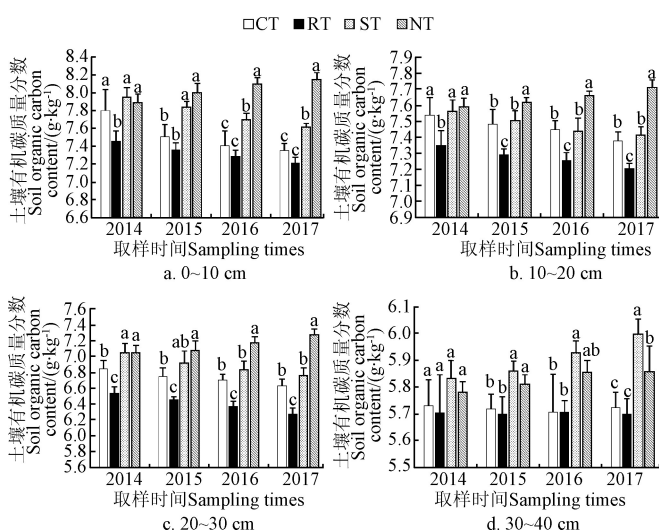 CT RT ST NT
土壤有机碳质量分数
Soil organic carbon
content/(g·kg⁻¹)
8.4
8.2
8.0
7.8
7.6
7.4
7.2
7.0
6.8
6.6
a b a a b b a a c c b a c c b a
2014 2015 2016 2017
取样时间Sampling times
a. 0~10 cm
土壤有机碳质量分数
Soil organic carbon
content/(g·kg⁻¹)
7.9
7.8
7.7
7.6
7.5
7.4
7.3
7.2
7.1
7.0
6.9
a b a a b c b a b c b a b c b a
2014 2015 2016 2017
取样时间Sampling times
b. 10~20 cm
土壤有机碳质量分数
Soil organic carbon
content/(g·kg⁻¹)
7.6
7.4
7.2
7.0
6.8
6.6
6.4
6.2
6.0
5.8
5.6
b c a a b c ab a b c b a b c b a
2014 2015 2016 2017
取样时间Sampling times
c. 20~30 cm
土壤有机碳质量分数
Soil organic carbon
content/(g·kg⁻¹)
6.1
6.0
5.9
5.8
5.7
5.6
5.5
a a a a b b a a b b a ab c c a b
2014 2015 2016 2017
取样时间Sampling times
d. 30~40 cm